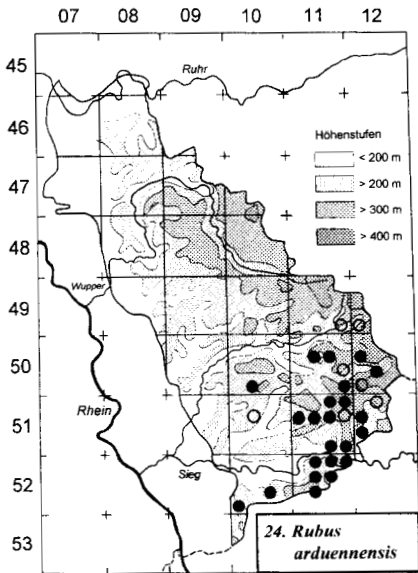 07 08 09 10 11 12
45
46
47
48
49
50
51
52
53
Ruhr
Höhenstufen
< 200 m
> 200 m
> 300 m
> 400 m
Wupper
Rhein
Sieg
24. Rubus
arduennensis